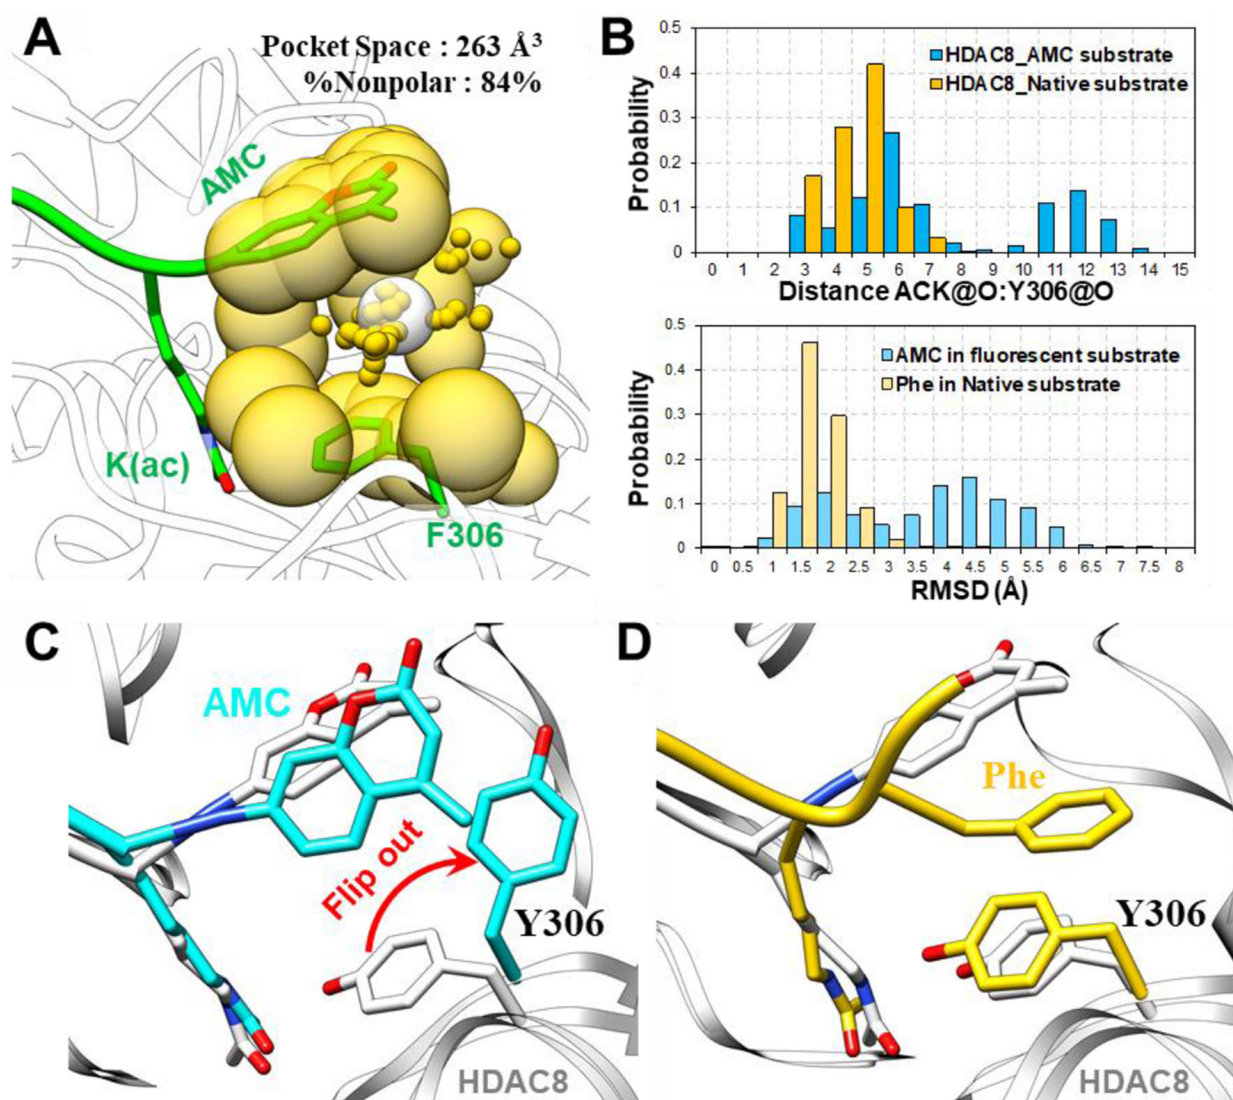 A
Pocket Space : 263 Å³
%Nonpolar : 84%
AMC
K(ac)
F306
B
0.5
0.4
0.3
0.2
0.1
0
Probability
HDAC8_AMC substrate
HDAC8_Native substrate
0 1 2 3 4 5 6 7 8 9 10 11 12 13 14 15
Distance ACK@O:Y306@O
0.5
0.4
0.3
0.2
0.1
0
Probability
AMC in fluorescent substrate
Phe in Native substrate
0 0.5 1 1.5 2 2.5 3 3.5 4 4.5 5 5.5 6 6.5 7 7.5 8
RMSD (Å)
C
AMC
Flip out
Y306
HDAC8
D
Phe
Y306
HDAC8